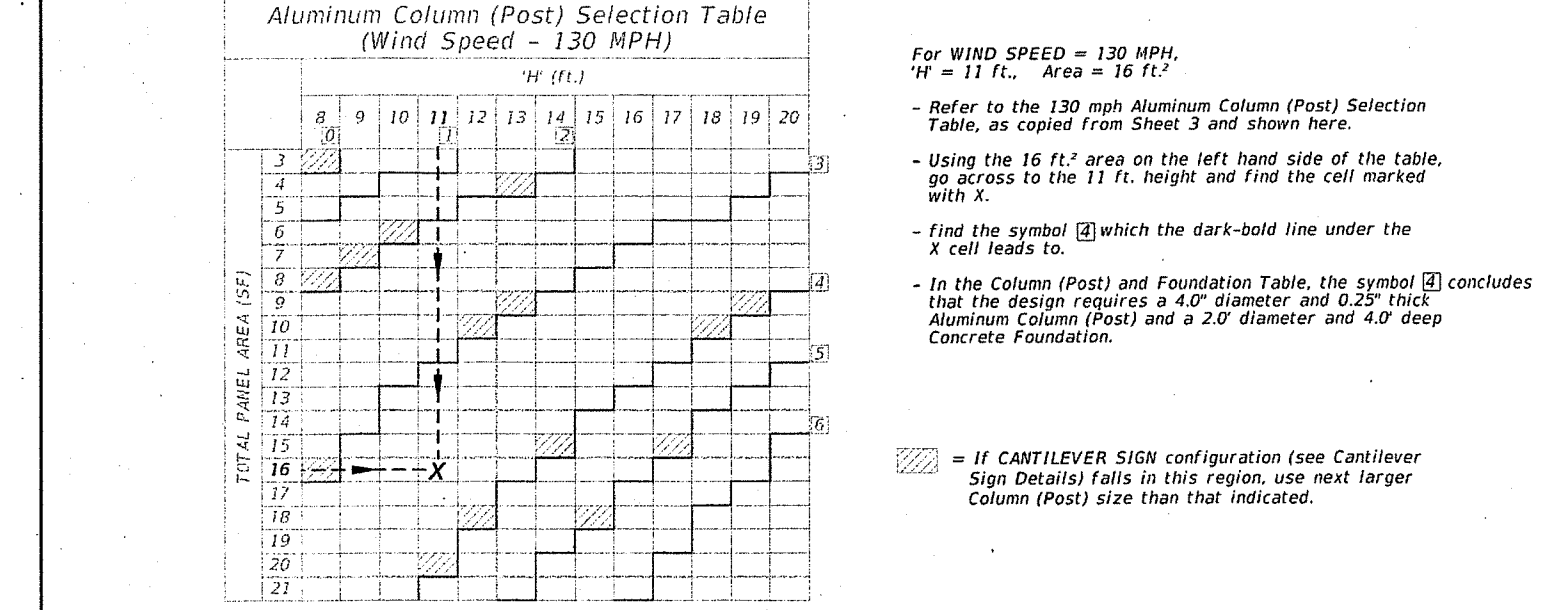 Aluminum Column (Post) Selection Table
(Wind Speed - 130 MPH)
'H' (ft.)
8 9 10 11 12 13 14 15 16 17 18 19 20
0 1 2
TOTAL PANEL AREA (SF)
3 3
4
5
6
7
8 4
9
10
11 5
12
13
14 6
15
16 X
17
18
19
20
21
For WIND SPEED = 130 MPH,
'H' = 11 ft., Area = 16 ft.²
- Refer to the 130 mph Aluminum Column (Post) Selection
Table, as copied from Sheet 3 and shown here.
- Using the 16 ft.² area on the left hand side of the table,
go across to the 11 ft. height and find the cell marked
with X.
- find the symbol 4 which the dark-bold line under the
X cell leads to.
- In the Column (Post) and Foundation Table, the symbol 4 concludes
that the design requires a 4.0" diameter and 0.25" thick
Aluminum Column (Post) and a 2.0' diameter and 4.0' deep
Concrete Foundation.
= If CANTILEVER SIGN configuration (see Cantilever
Sign Details) falls in this region, use next larger
Column (Post) size than that indicated.